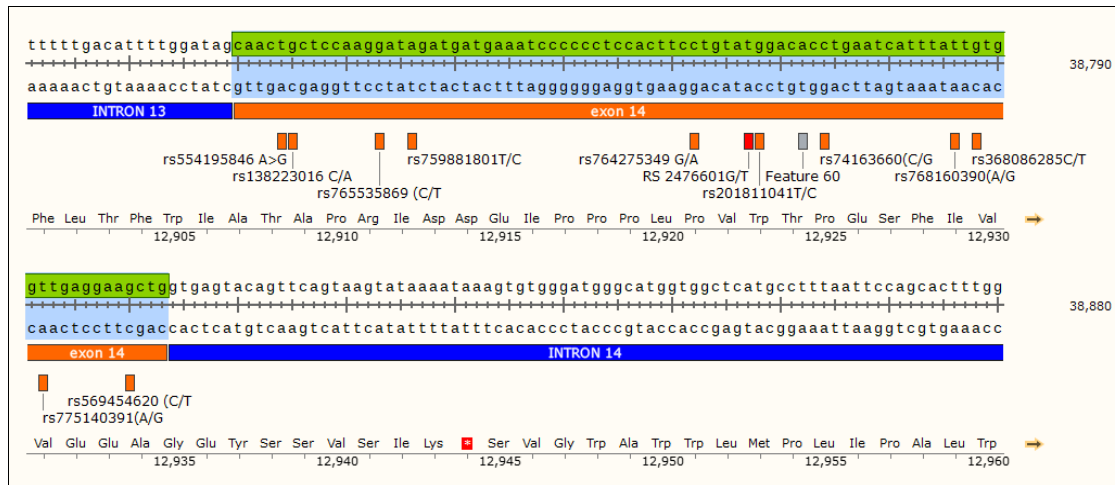 tttttgacattttggatagcaactgctccaaggatagatgatgaaatcccccctccacttcctgtatggacacctgaatcatttattgtg
38,790
aaaaactgtaaaacctatcgttgacgaggttcctatctactactttaggggggaggtgaaggacatacctgtggacttagtaaataacac
INTRON 13 exon 14
rs554195846 A>G rs759881801T/C rs764275349 G/A rs74163660(C/G rs368086285C/T
rs138223016 C/A RS 2476601G/T Feature 60 rs768160390(A/G
rs765535869 (C/T rs201811041T/C
Phe Leu Thr Phe Trp Ile Ala Thr Ala Pro Arg Ile Asp Asp Glu Ile Pro Pro Pro Leu Pro Val Trp Thr Pro Glu Ser Phe Ile Val
12,905 12,910 12,915 12,920 12,925 12,930
gttgaggaagctggtgagtacagttcagtaagtataaaataaagtgtgggatgggcatggtggctcatgcctttaattccagcactttgg
38,880
caactccttcgaccactcatgtcaagtcattcatattttatttcacaccctacccgtaccaccgagtacggaaattaaggtcgtgaaacc
exon 14 INTRON 14
rs569454620 (C/T
rs775140391(A/G
Val Glu Glu Ala Gly Glu Tyr Ser Ser Val Ser Ile Lys * Ser Val Gly Trp Ala Trp Trp Leu Met Pro Leu Ile Pro Ala Leu Trp
12,935 12,940 12,945 12,950 12,955 12,960